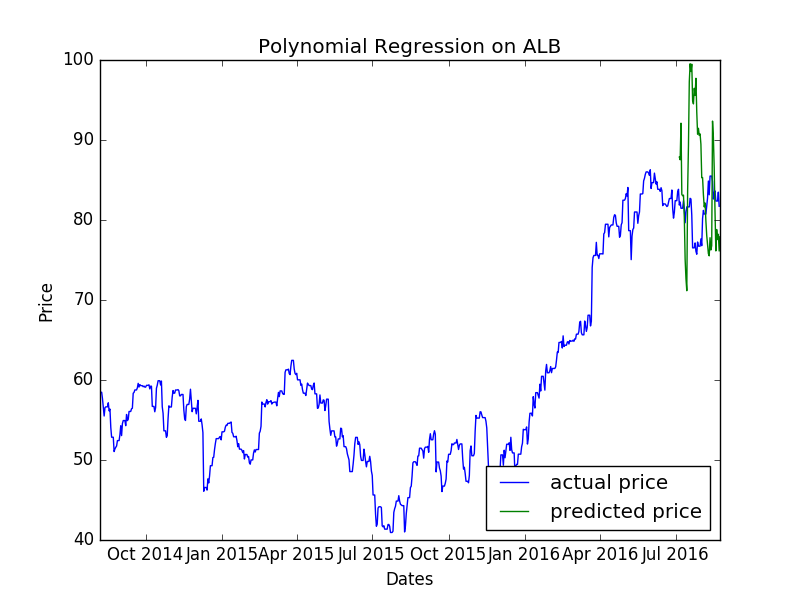 Polynomial Regression on ALB
100
90
80
70
60
50
40
Price
actual price
predicted price
Oct 2014 Jan 2015 Apr 2015 Jul 2015 Oct 2015 Jan 2016 Apr 2016 Jul 2016
Dates